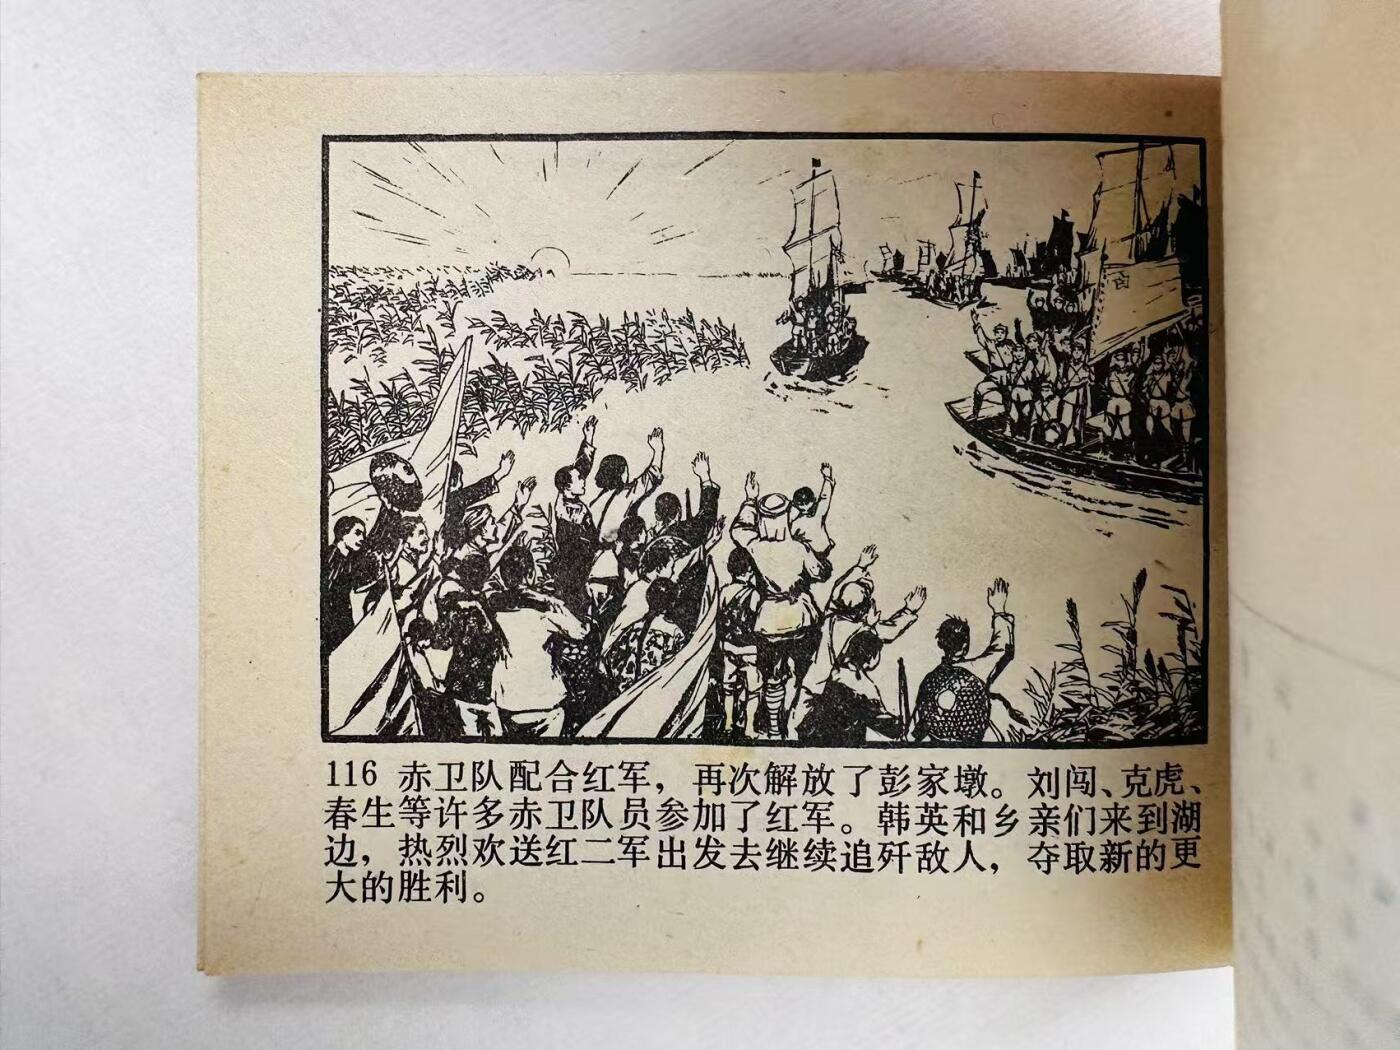 116 赤卫队配合红军，再次解放了彭家墩。刘闯、克虎、
春生等许多赤卫队员参加了红军。韩英和乡亲们来到湖
边，热烈欢送红二军出发去继续追歼敌人，夺取新的更
大的胜利。